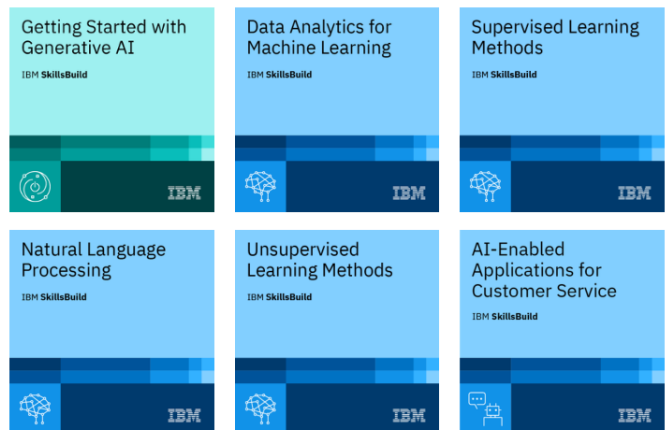 Getting Started with
Generative AI
IBM SkillsBuild
IBM
Data Analytics for
Machine Learning
IBM SkillsBuild
IBM
Supervised Learning
Methods
IBM SkillsBuild
IBM
Natural Language
Processing
IBM SkillsBuild
IBM
Unsupervised
Learning Methods
IBM SkillsBuild
IBM
AI-Enabled
Applications for
Customer Service
IBM SkillsBuild
IBM